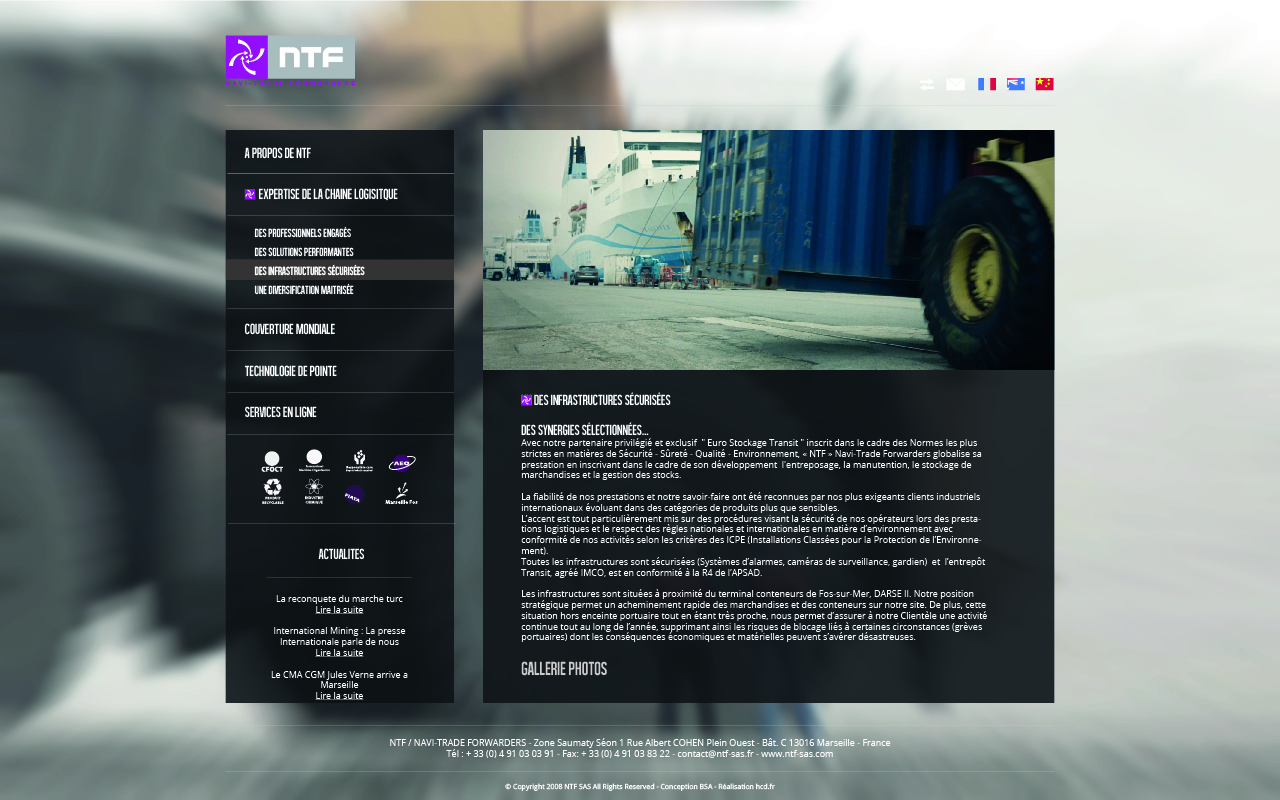 NTF
A PROPOS DE NTF
EXPERTISE DE LA CHAINE LOGISITQUE
DES PROFESSIONNELS ENGAGÉS
DES SOLUTIONS PERFORMANTES
DES INFRASTRUCTURES SÉCURISÉES
UNE DIVERSIFICATION MAITRISÉE
COUVERTURE MONDIALE
TECHNOLOGIE DE POINTE
SERVICES EN LIGNE
CFOCT
AEO
FIATA
Marseille Fos
ACTUALITES
La reconquete du marche turc
Lire la suite
International Mining : La presse
Internationale parle de nous
Lire la suite
Le CMA CGM Jules Verne arrive a
Marseille
Lire la suite
DES INFRASTRUCTURES SÉCURISÉES
DES SYNERGIES SÉLECTIONNÉES...
Avec notre partenaire privilégié et exclusif  " Euro Stockage Transit " inscrit dans le cadre des Normes les plus
strictes en matières de Sécurité - Sûreté - Qualité - Environnement, « NTF » Navi-Trade Forwarders globalise sa
prestation en inscrivant dans le cadre de son développement  l'entreposage, la manutention, le stockage de
marchandises et la gestion des stocks.
La fiabilité de nos prestations et notre savoir-faire ont été reconnues par nos plus exigeants clients industriels
internationaux évoluant dans des catégories de produits plus que sensibles.
L’accent est tout particulièrement mis sur des procédures visant la sécurité de nos opérateurs lors des presta-
tions logistiques et le respect des règles nationales et internationales en matière d’environnement avec
conformité de nos activités selon les critères des ICPE (Installations Classées pour la Protection de l’Environne-
ment).
Toutes les infrastructures sont sécurisées (Systèmes d’alarmes, caméras de surveillance, gardien)  et  l’entrepôt
Transit, agréé IMCO, est en conformité à la R4 de l’APSAD.
Les infrastructures sont situées à proximité du terminal conteneurs de Fos-sur-Mer, DARSE II. Notre position
stratégique permet un acheminement rapide des marchandises et des conteneurs sur notre site. De plus, cette
situation hors enceinte portuaire tout en étant très proche, nous permet d’assurer à notre Clientèle une activité
continue tout au long de l’année, supprimant ainsi les risques de blocage liés à certaines circonstances (grèves
portuaires) dont les conséquences économiques et matérielles peuvent s’avérer désastreuses.
GALLERIE PHOTOS
NTF / NAVI-TRADE FORWARDERS - Zone Saumaty Séon 1 Rue Albert COHEN Plein Ouest - Bât. C 13016 Marseille - France
Tél : + 33 (0) 4 91 03 03 91 - Fax: + 33 (0) 4 91 03 83 22 - contact@ntf-sas.fr - www.ntf-sas.com
© Copyright 2008 NTF SAS All Rights Reserved - Conception BSA - Réalisation hcd.fr